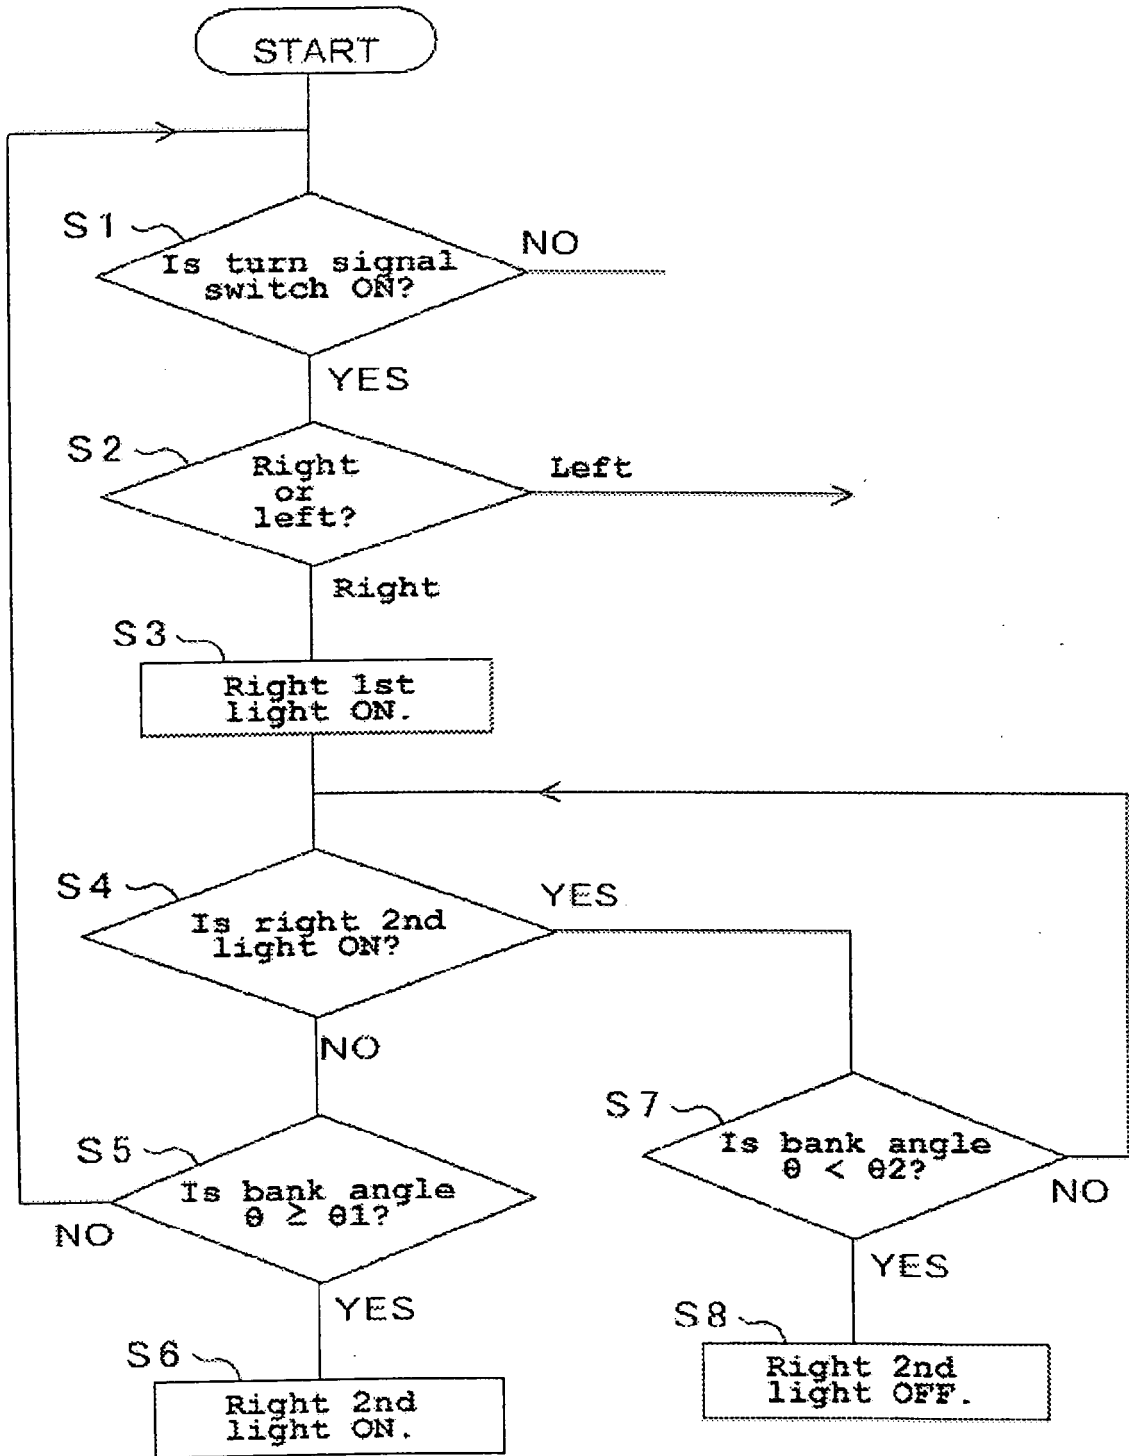 START
S1
Is turn signal
switch ON?
NO
YES
S2
Right
or
left?
Left
Right
S3
Right 1st
light ON.
S4
Is right 2nd
light ON?
YES
NO
S5
Is bank angle
θ ≥ θ1?
NO
YES
S6
Right 2nd
light ON.
S7
Is bank angle
θ < θ2?
NO
YES
S8
Right 2nd
light OFF.